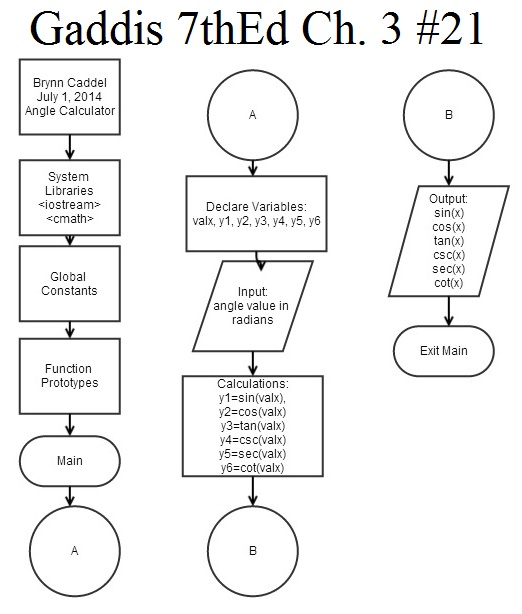 Gaddis 7thEd Ch. 3 #21
Brynn Caddel
July 1, 2014
Angle Calculator
System
Libraries
<iostream>
<cmath>
Global
Constants
Function
Prototypes
Main
A
A
Declare Variables:
valx, y1, y2, y3, y4, y5, y6
Input:
angle value in
radians
Calculations:
y1=sin(valx),
y2=cos(valx)
y3=tan(valx)
y4=csc(valx)
y5=sec(valx)
y6=cot(valx)
B
B
Output:
sin(x)
cos(x)
tan(x)
csc(x)
sec(x)
cot(x)
Exit Main